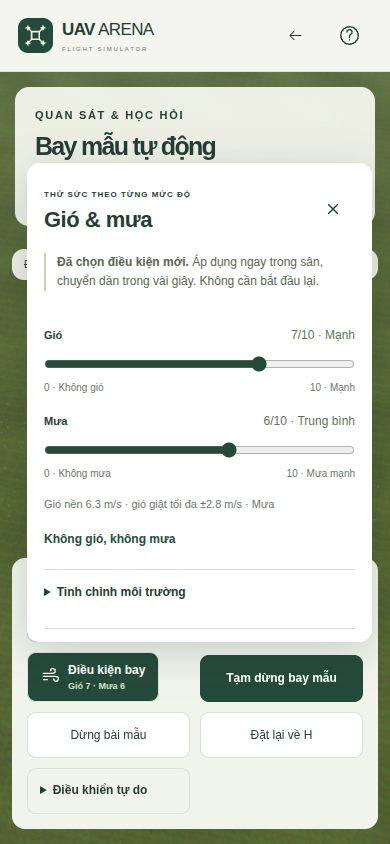 UAV ARENA
FLIGHT SIMULATOR
QUAN SÁT & HỌC HỎI
Bay mẫu tự động
THỬ SỨC THEO TỪNG MỨC ĐỘ
Gió & mưa
Đã chọn điều kiện mới. Áp dụng ngay trong sân,
chuyển dần trong vài giây. Không cần bắt đầu lại.
Gió 7/10 · Mạnh
0 · Không gió 10 · Mạnh
Mưa 6/10 · Trung bình
0 · Không mưa 10 · Mưa mạnh
Gió nền 6.3 m/s · gió giật tối đa ±2.8 m/s · Mưa
Không gió, không mưa
Tinh chỉnh môi trường
Điều kiện bay
Gió 7 · Mưa 6
Tạm dừng bay mẫu
Dừng bài mẫu
Đặt lại về H
Điều khiển tự do